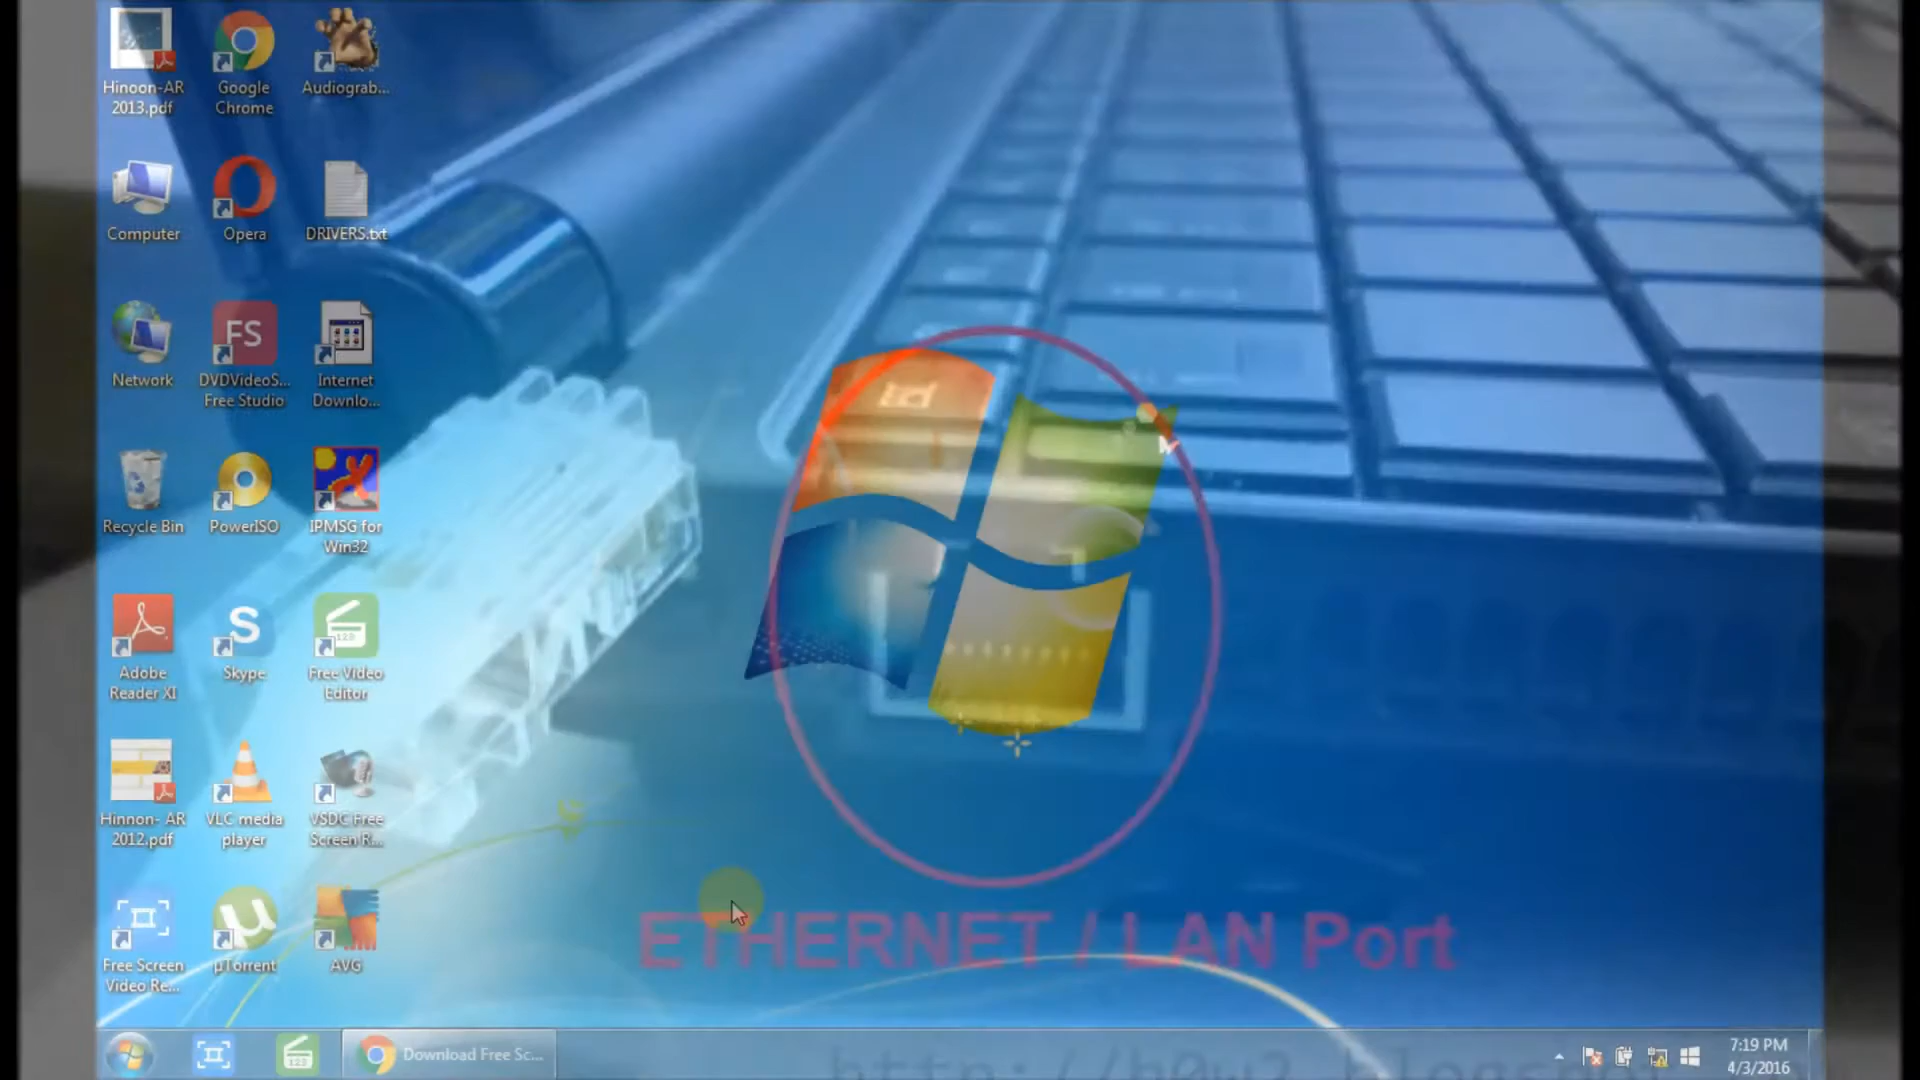 Hinoon-AR
2013.pdf
Google
Chrome
Audiograb...
Computer
Opera
DRIVERS.txt
Network
FS
DVDVideoS...
Free Studio
Internet
Downlo...
Recycle Bin
PowerISO
IPMSG for
Win32
Adobe
Reader XI
S
Skype
123
Free Video
Editor
Hinnon- AR
2012.pdf
VLC media
player
VSDC Free
Screen R...
Free Screen
Video Re...
µ
µTorrent
AVG
ETHERNET / LAN Port
123
Download Free Sc...
7:19 PM
4/3/2016